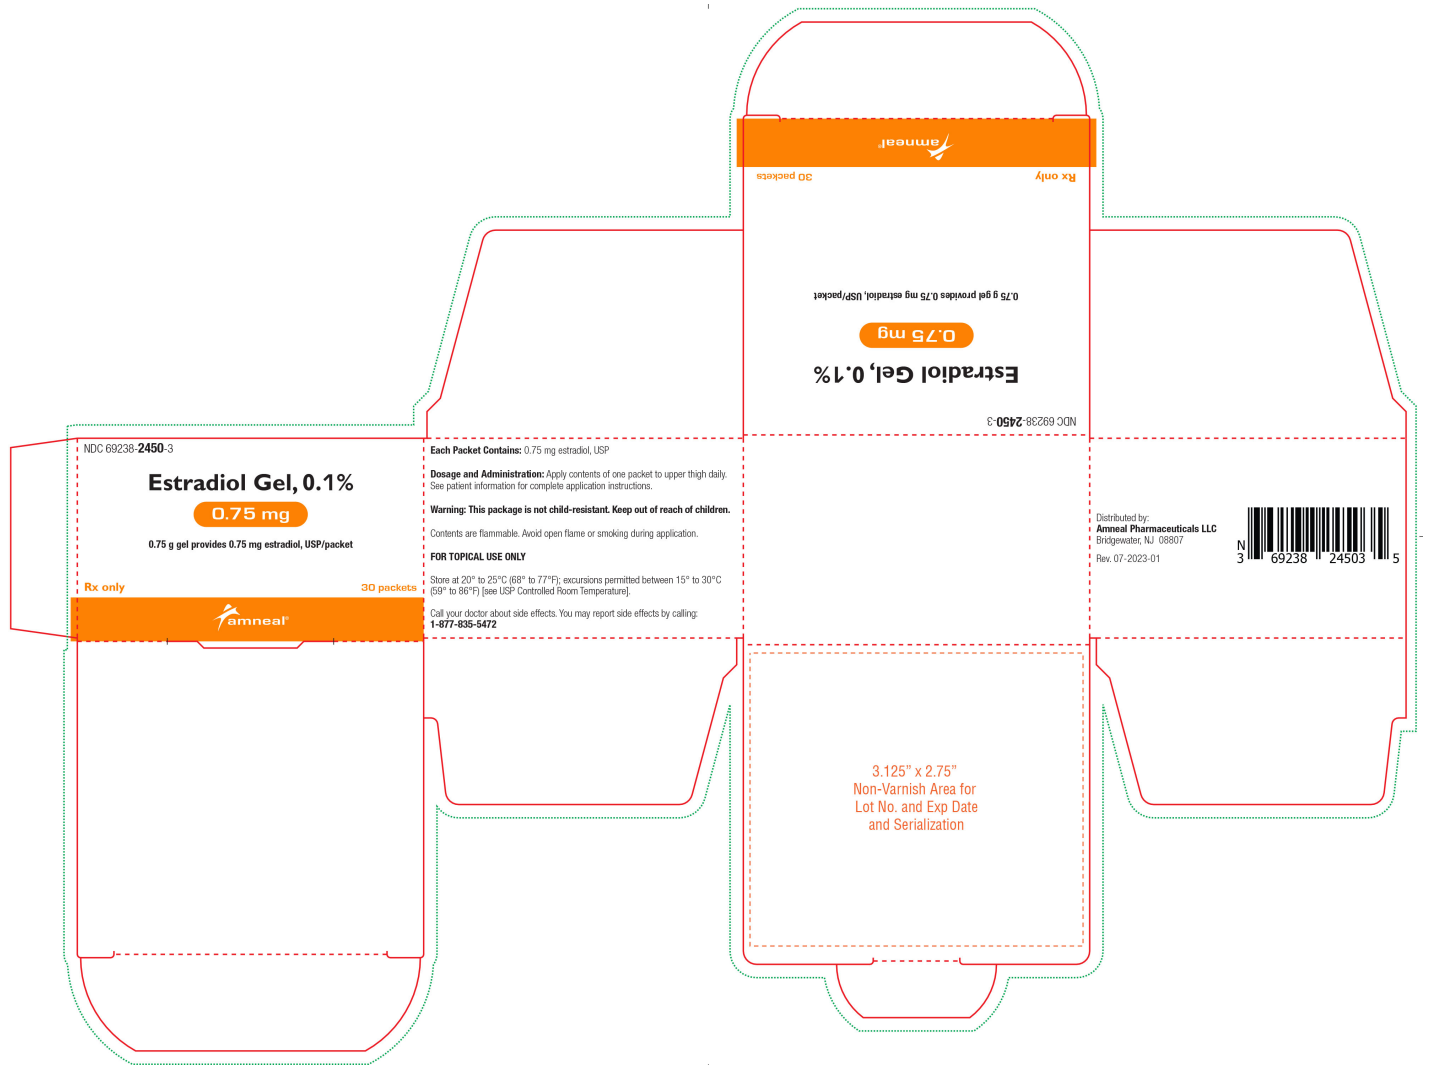 NDC 69238-2450-3
Estradiol Gel, 0.1%
0.75 mg
0.75 g gel provides 0.75 mg estradiol, USP/packet
Rx only
30 packets
amneal®
Each Packet Contains: 0.75 mg estradiol, USP
Dosage and Administration: Apply contents of one packet to upper thigh daily.
See patient information for complete application instructions.
Warning: This package is not child-resistant. Keep out of reach of children.
Contents are flammable. Avoid open flame or smoking during application.
FOR TOPICAL USE ONLY
Store at 20° to 25°C (68° to 77°F); excursions permitted between 15° to 30°C
(59° to 86°F) [see USP Controlled Room Temperature].
Call your doctor about side effects. You may report side effects by calling:
1-877-835-5472
NDC 69238-2450-3
Estradiol Gel, 0.1%
0.75 mg
0.75 g gel provides 0.75 mg estradiol, USP/packet
Rx only
30 packets
amneal®
3.125” x 2.75”
Non-Varnish Area for
Lot No. and Exp Date
and Serialization
Distributed by:
Amneal Pharmaceuticals LLC
Bridgewater, NJ 08807
Rev. 07-2023-01
N
3 69238 24503 5